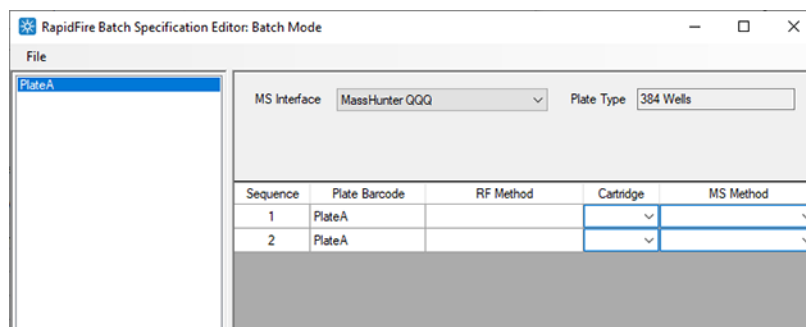 RapidFire Batch Specification Editor: Batch Mode
File
PlateA
MS Interface MassHunter QQQ Plate Type 384 Wells
Sequence Plate Barcode RF Method Cartridge MS Method
1 PlateA
2 PlateA